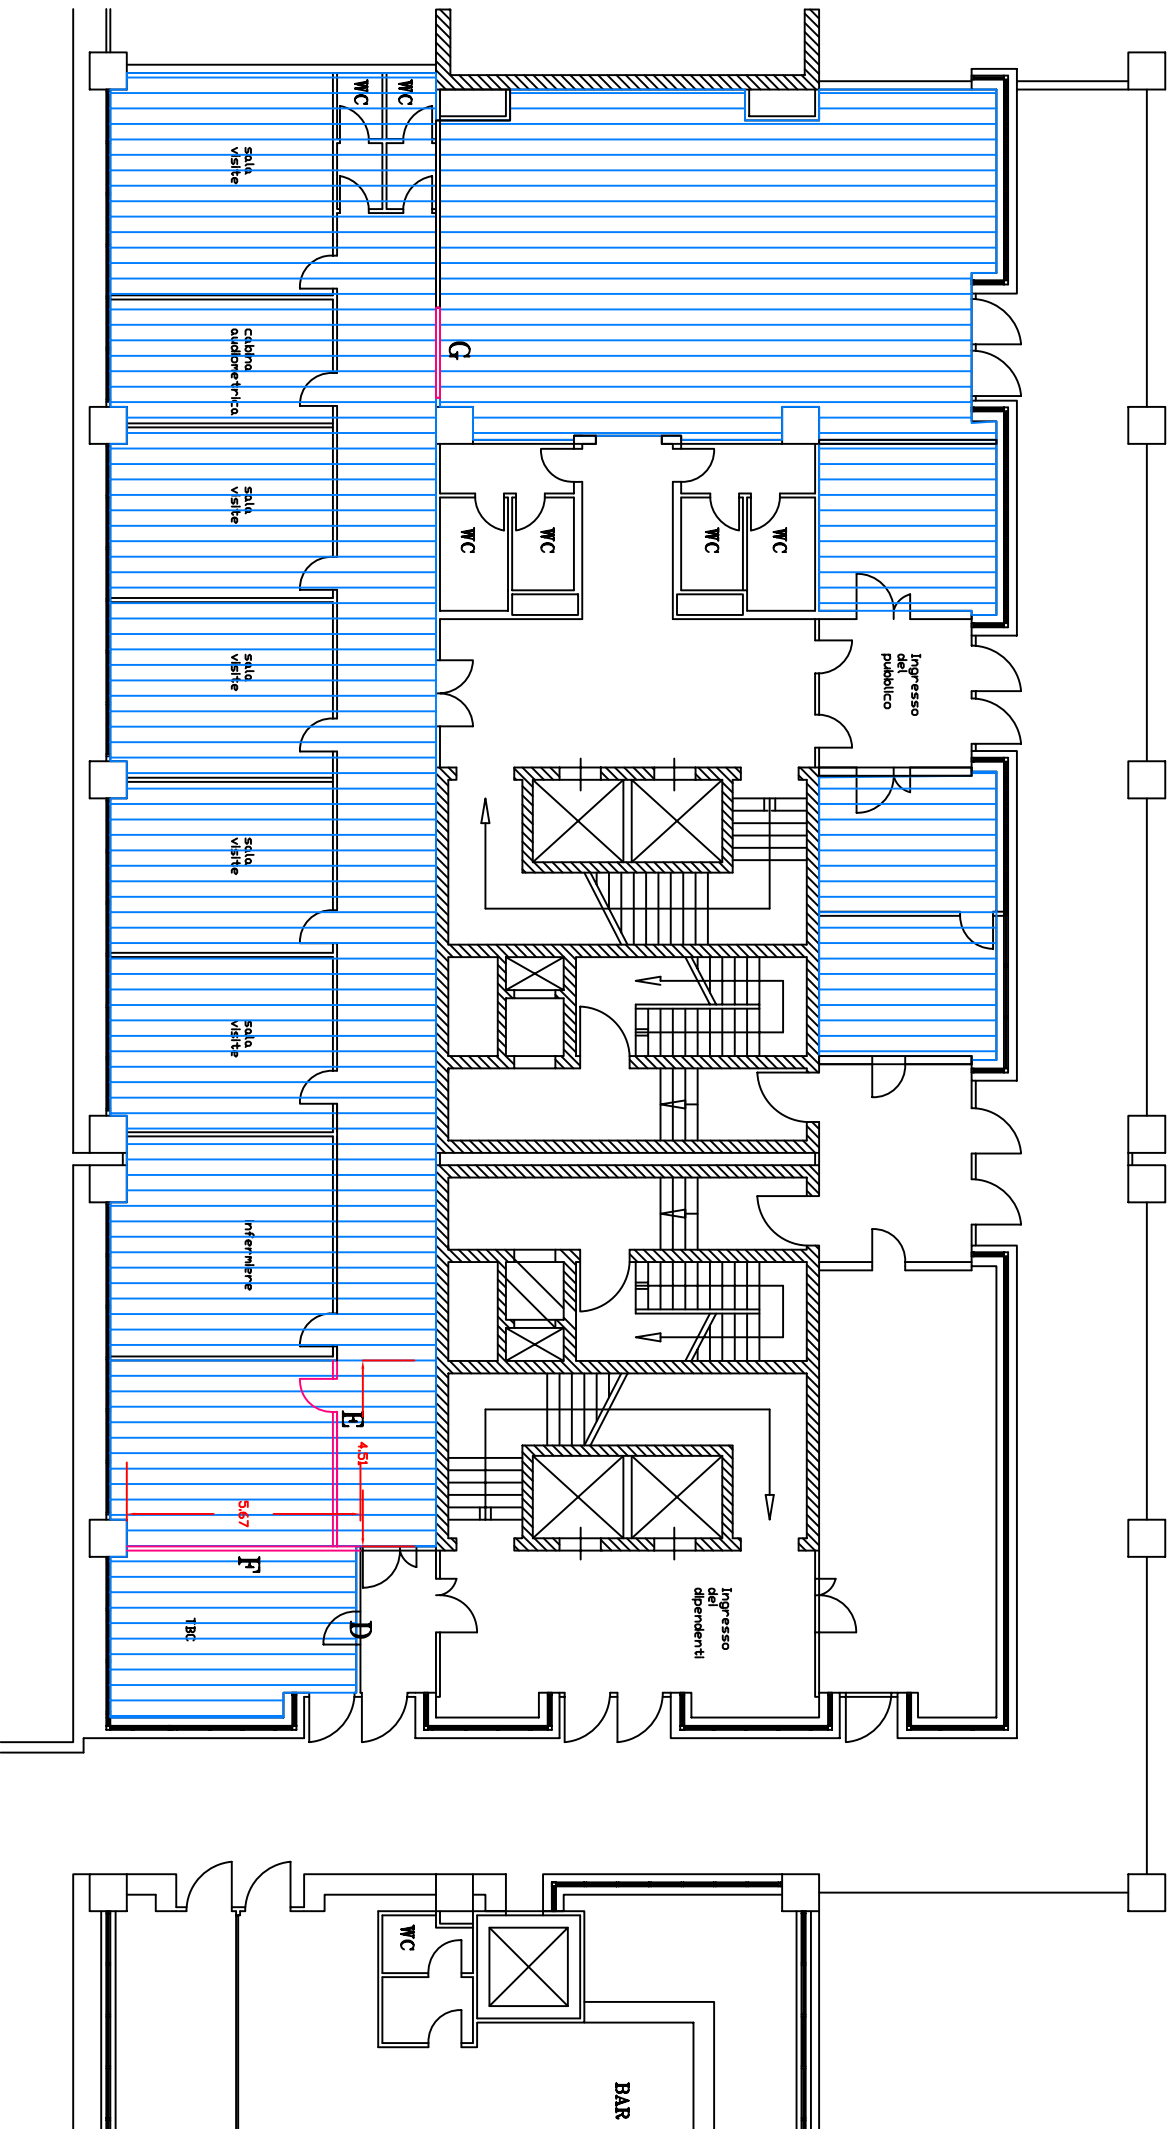 WC
WC
sala
visite
G
cabina
audiometrica
sala
visite
WC
WC
WC
WC
sala
visite
Ingresso
del
pubblico
sala
visite
sala
visite
infermiere
E
4.51
5.67
F
D
TBC
Ingresso
dei
dipendenti
WC
BAR